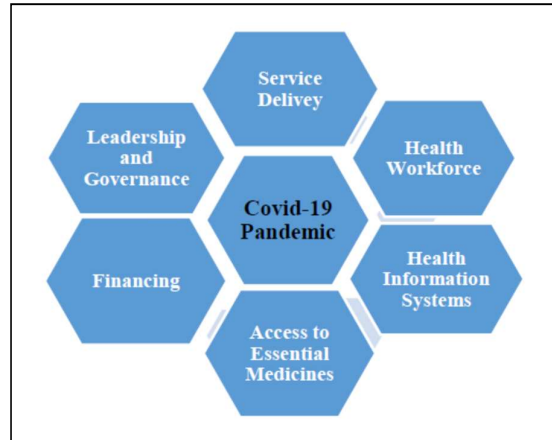 Service
Delivey
Leadership
and
Governance
Health
Workforce
Covid-19
Pandemic
Financing
Health
Information
Systems
Access to
Essential
Medicines